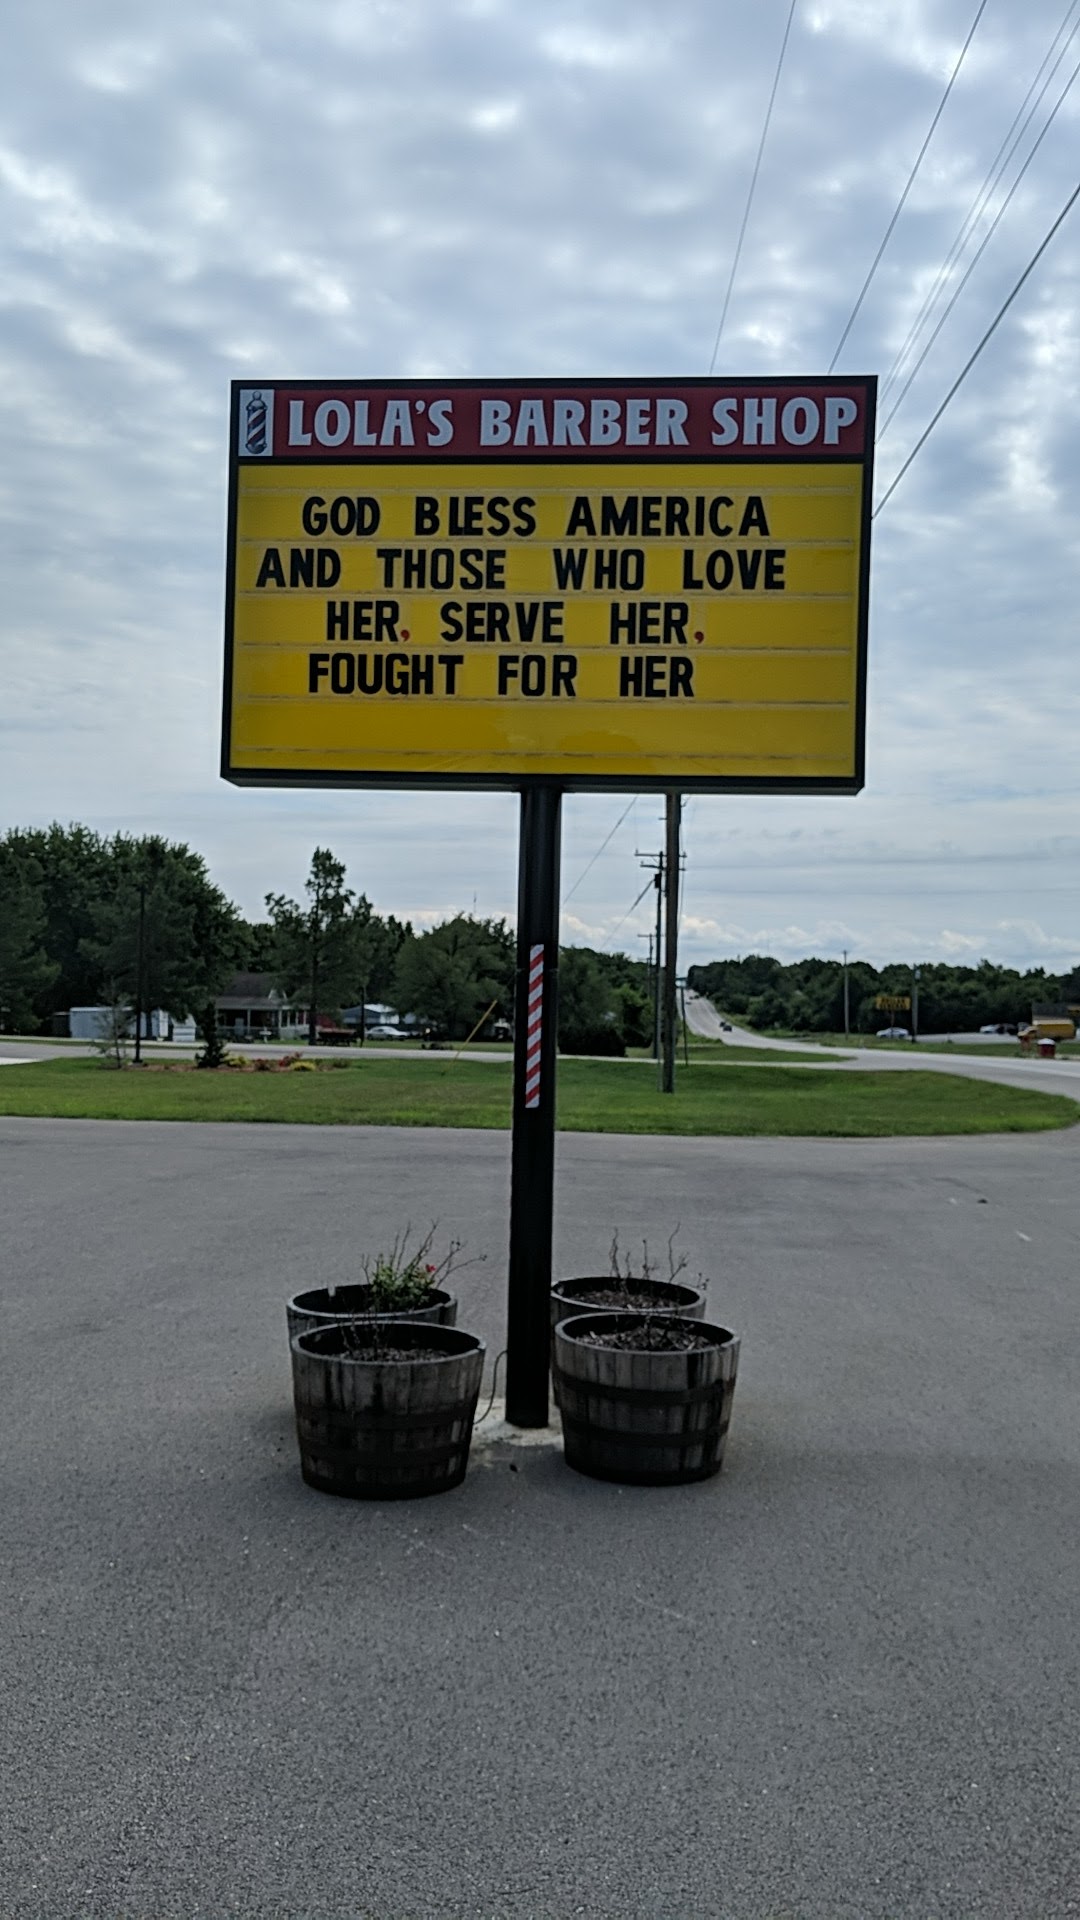 LOLA'S BARBER SHOP
GOD BLESS AMERICA
AND THOSE WHO LOVE
HER, SERVE HER,
FOUGHT FOR HER